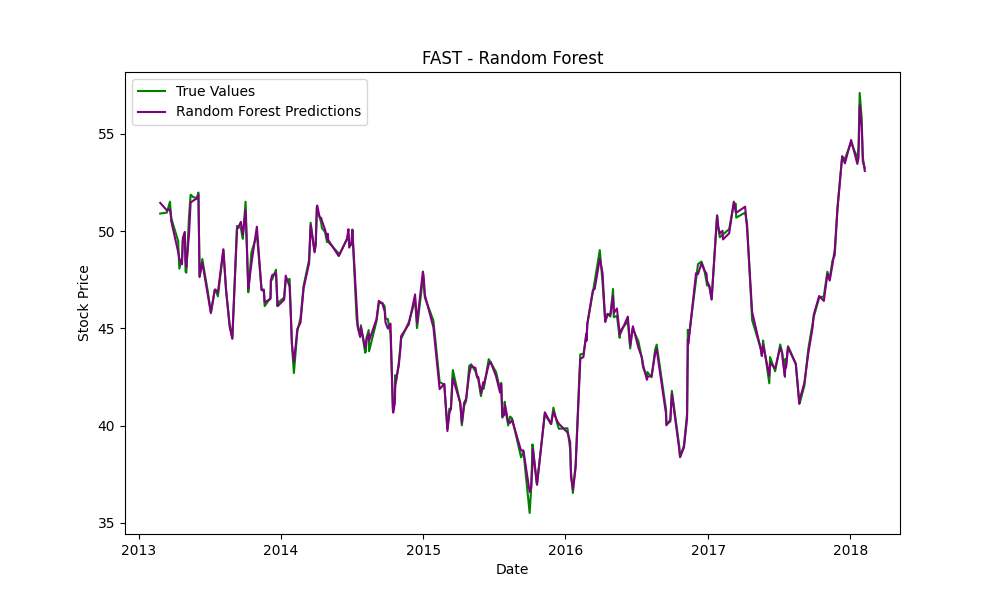 FAST - Random Forest
True Values
Random Forest Predictions
Stock Price
55
50
45
40
35
2013 2014 2015 2016 2017 2018
Date